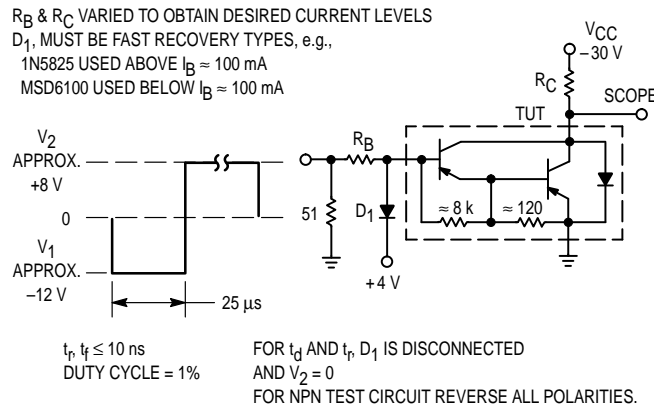 RB & RC VARIED TO OBTAIN DESIRED CURRENT LEVELS
D1, MUST BE FAST RECOVERY TYPES, e.g.,
1N5825 USED ABOVE IB ≈ 100 mA
MSD6100 USED BELOW IB ≈ 100 mA
VCC
–30 V
RC
SCOPE
TUT
V2
APPROX.
+8 V
0
V1
APPROX.
–12 V
25 μs
RB
51
D1
+4 V
≈ 8 k
≈ 120
tr, tf ≤ 10 ns
DUTY CYCLE = 1%
FOR td AND tr, D1 IS DISCONNECTED
AND V2 = 0
FOR NPN TEST CIRCUIT REVERSE ALL POLARITIES.